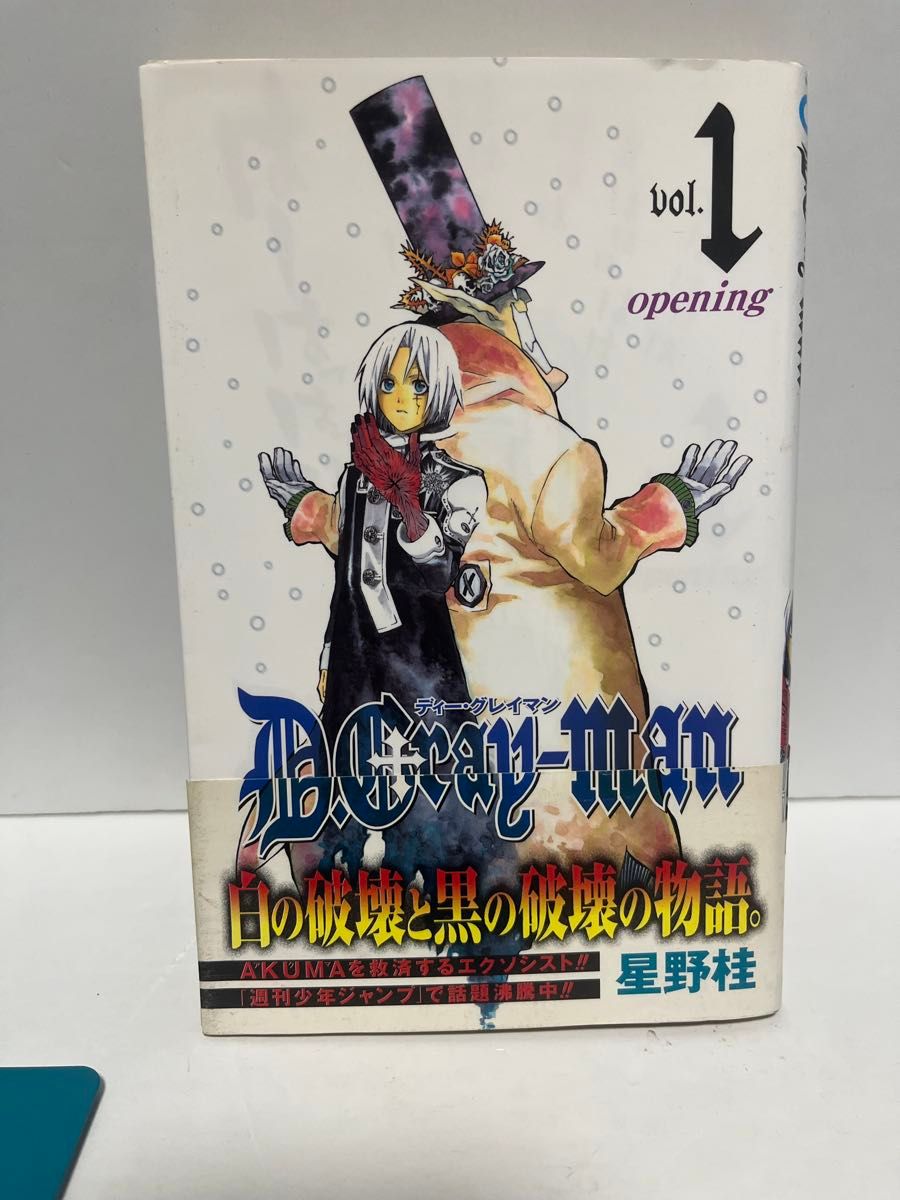 vol.1
opening
ディー・グレイマン
D.Gray-man
白の破壊と黒の破壊の物語。
AKUMAを救済するエクソシスト!!
「週刊少年ジャンプ」で話題沸騰中!!
星野桂